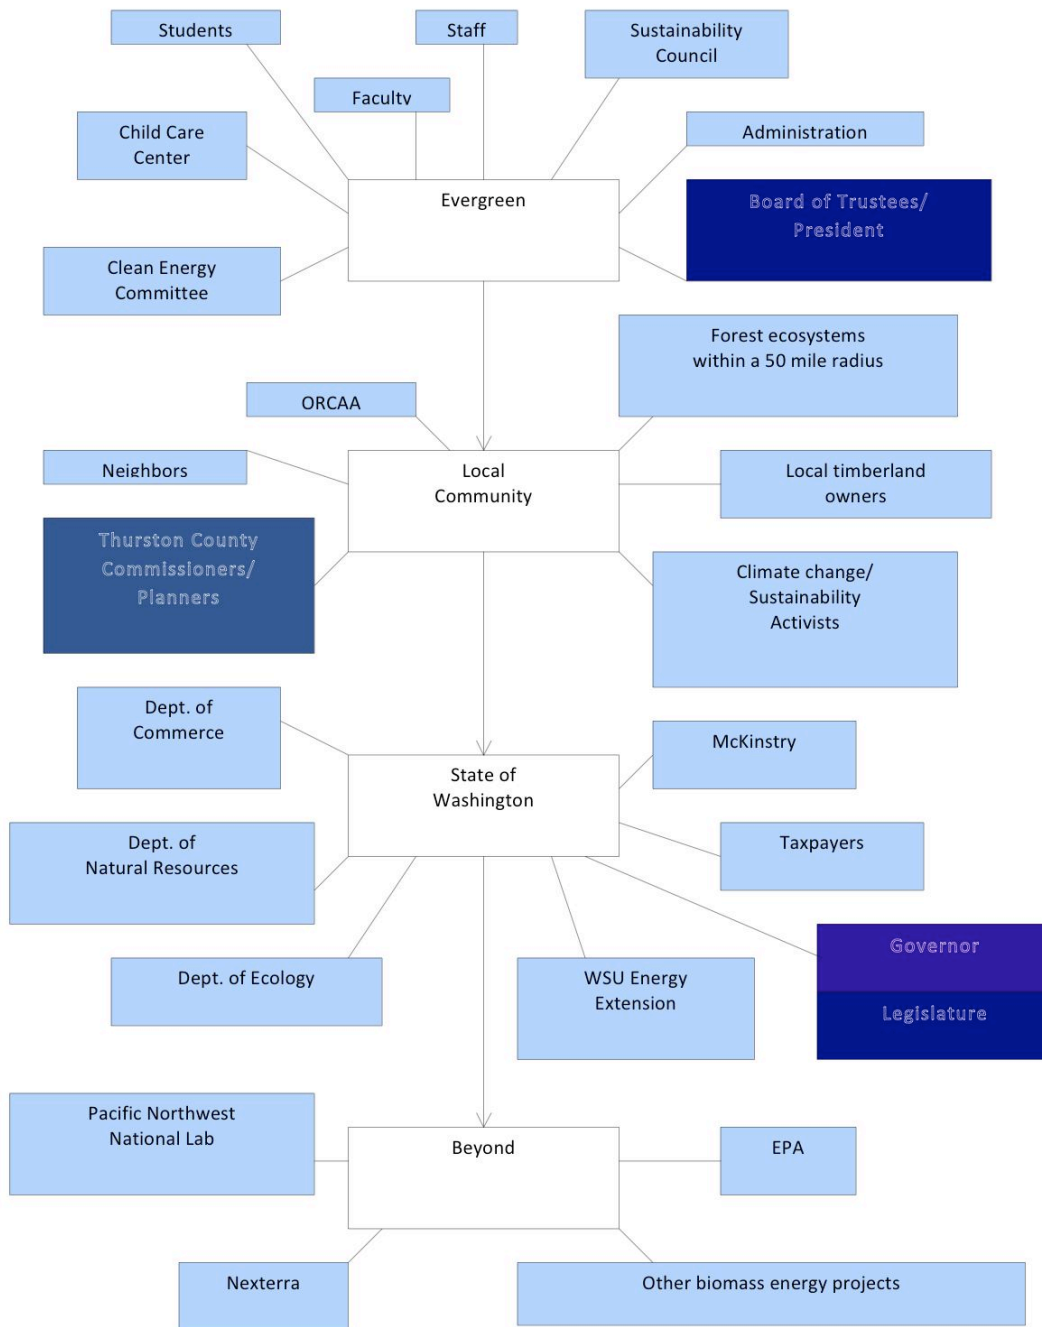 Students
Staff
Sustainability
Council
Faculty
Child Care
Center
Administration
Evergreen
Board of Trustees/
President
Clean Energy
Committee
Forest ecosystems
within a 50 mile radius
ORCAA
Neighbors
Local
Community
Local timberland
owners
Thurston County
Commissioners/
Planners
Climate change/
Sustainability
Activists
Dept. of
Commerce
McKinstry
State of
Washington
Dept. of
Natural Resources
Taxpayers
Governor
Dept. of Ecology
WSU Energy
Extension
Legislature
Pacific Northwest
National Lab
Beyond
EPA
Nexterra
Other biomass energy projects